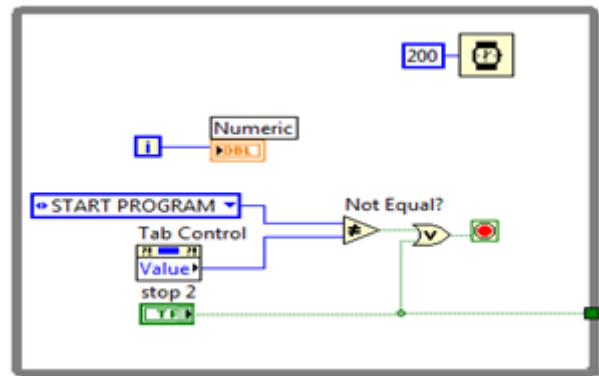 200
Numeric
i
DBL
START PROGRAM
Not Equal?
Tab Control
Value
stop 2
TF